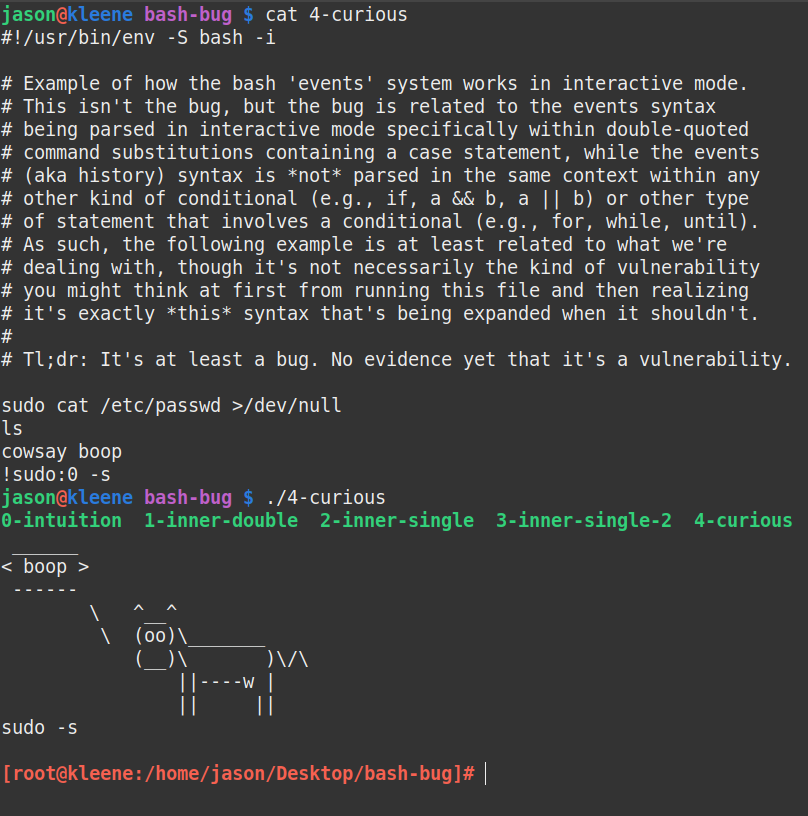 jason@kleene bash-bug $ cat 4-curious
#!/usr/bin/env -S bash -i

# Example of how the bash 'events' system works in interactive mode.
# This isn't the bug, but the bug is related to the events syntax
# being parsed in interactive mode specifically within double-quoted
# command substitutions containing a case statement, while the events
# (aka history) syntax is *not* parsed in the same context within any
# other kind of conditional (e.g., if, a && b, a || b) or other type
# of statement that involves a conditional (e.g., for, while, until).
# As such, the following example is at least related to what we're
# dealing with, though it's not necessarily the kind of vulnerability
# you might think at first from running this file and then realizing
# it's exactly *this* syntax that's being expanded when it shouldn't.
#
# Tl;dr: It's at least a bug. No evidence yet that it's a vulnerability.

sudo cat /etc/passwd >/dev/null
ls
cowsay boop
!sudo:0 -s
jason@kleene bash-bug $ ./4-curious
0-intuition  1-inner-double  2-inner-single  3-inner-single-2  4-curious
 ______
< boop >
 ------
        \   ^__^
         \  (oo)\_______
            (__)\       )\/\
                ||----w |
                ||     ||
sudo -s

[root@kleene:/home/jason/Desktop/bash-bug]#